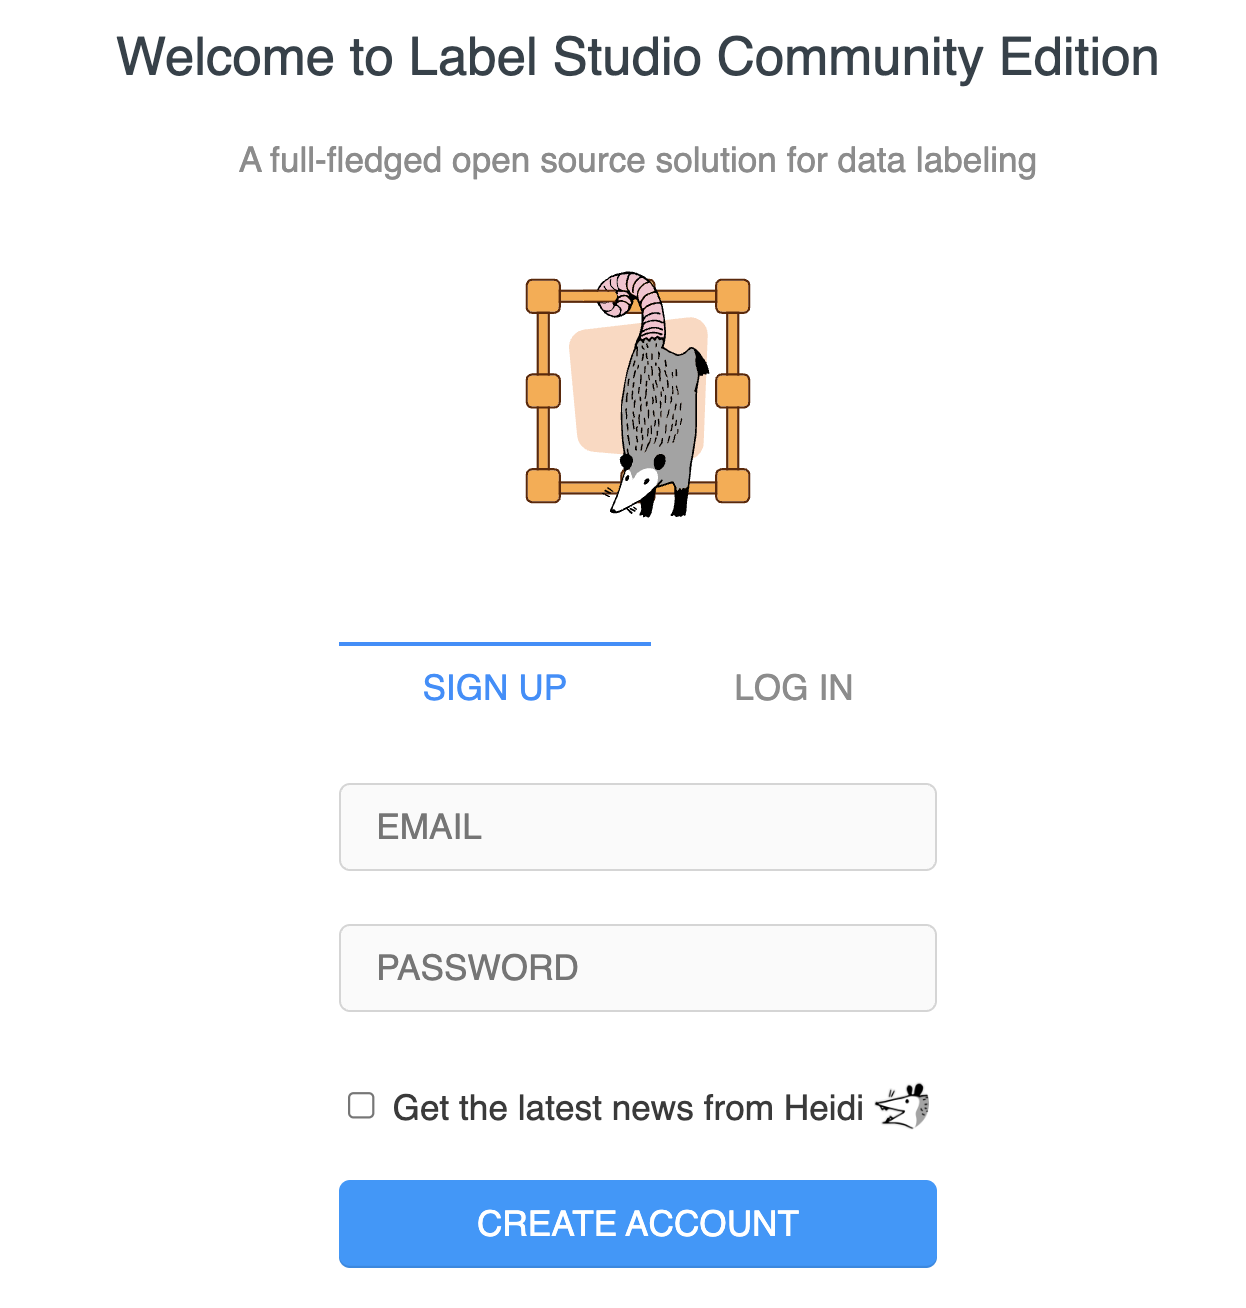 Welcome to Label Studio Community Edition
A full-fledged open source solution for data labeling
SIGN UP
LOG IN
EMAIL
PASSWORD
Get the latest news from Heidi
CREATE ACCOUNT